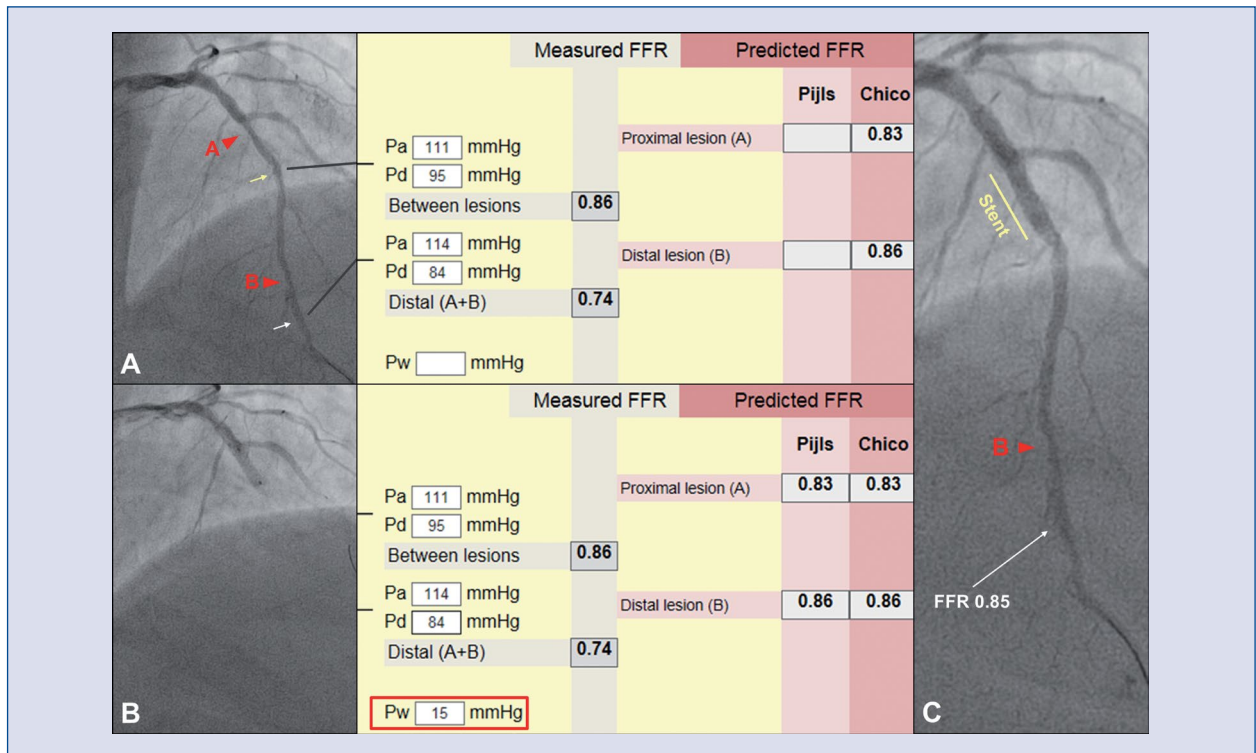 Measured FFR Predicted FFR
Pijls Chico
A
Pa 111 mmHg
Pd 95 mmHg
Between lesions 0.86
Proximal lesion (A) 0.83
B
Pa 114 mmHg
Pd 84 mmHg
Distal (A+B) 0.74
Distal lesion (B) 0.86
Pw mmHg
A
Measured FFR Predicted FFR
Pijls Chico
Pa 111 mmHg
Pd 95 mmHg
Between lesions 0.86
Proximal lesion (A) 0.83 0.83
Pa 114 mmHg
Pd 84 mmHg
Distal (A+B) 0.74
Distal lesion (B) 0.86 0.86
Pw 15 mmHg
B
Stent
B
FFR 0.85
C